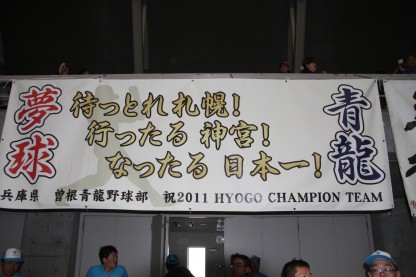 夢球
待っとれ札幌!
行ったる 神宮!
なったる 日本一!
青龍
兵庫県 曽根青龍野球部 祝2011 HYOGO CHAMPION TEAM